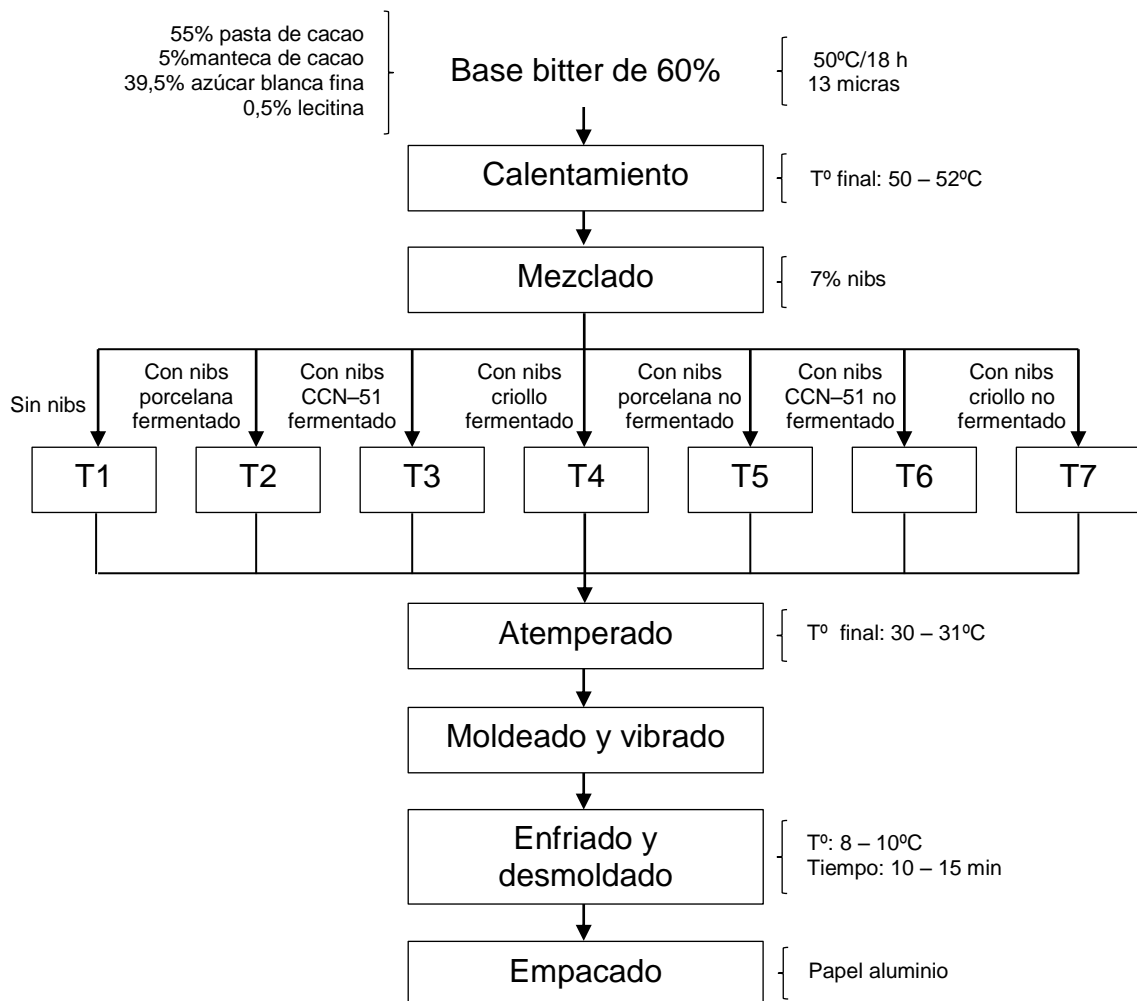 55% pasta de cacao
5%manteca de cacao
39,5% azúcar blanca fina
0,5% lecitina
Base bitter de 60%
50ºC/18 h
13 micras
Calentamiento
Tº final: 50 – 52ºC
Mezclado
7% nibs
Sin nibs
Con nibs
porcelana
fermentado
Con nibs
CCN–51
fermentado
Con nibs
criollo
fermentado
Con nibs
porcelana no
fermentado
Con nibs
CCN–51 no
fermentado
Con nibs
criollo no
fermentado
T1
T2
T3
T4
T5
T6
T7
Atemperado
Tº final: 30 – 31ºC
Moldeado y vibrado
Enfriado y
desmoldado
Tº: 8 – 10ºC
Tiempo: 10 – 15 min
Empacado
Papel aluminio